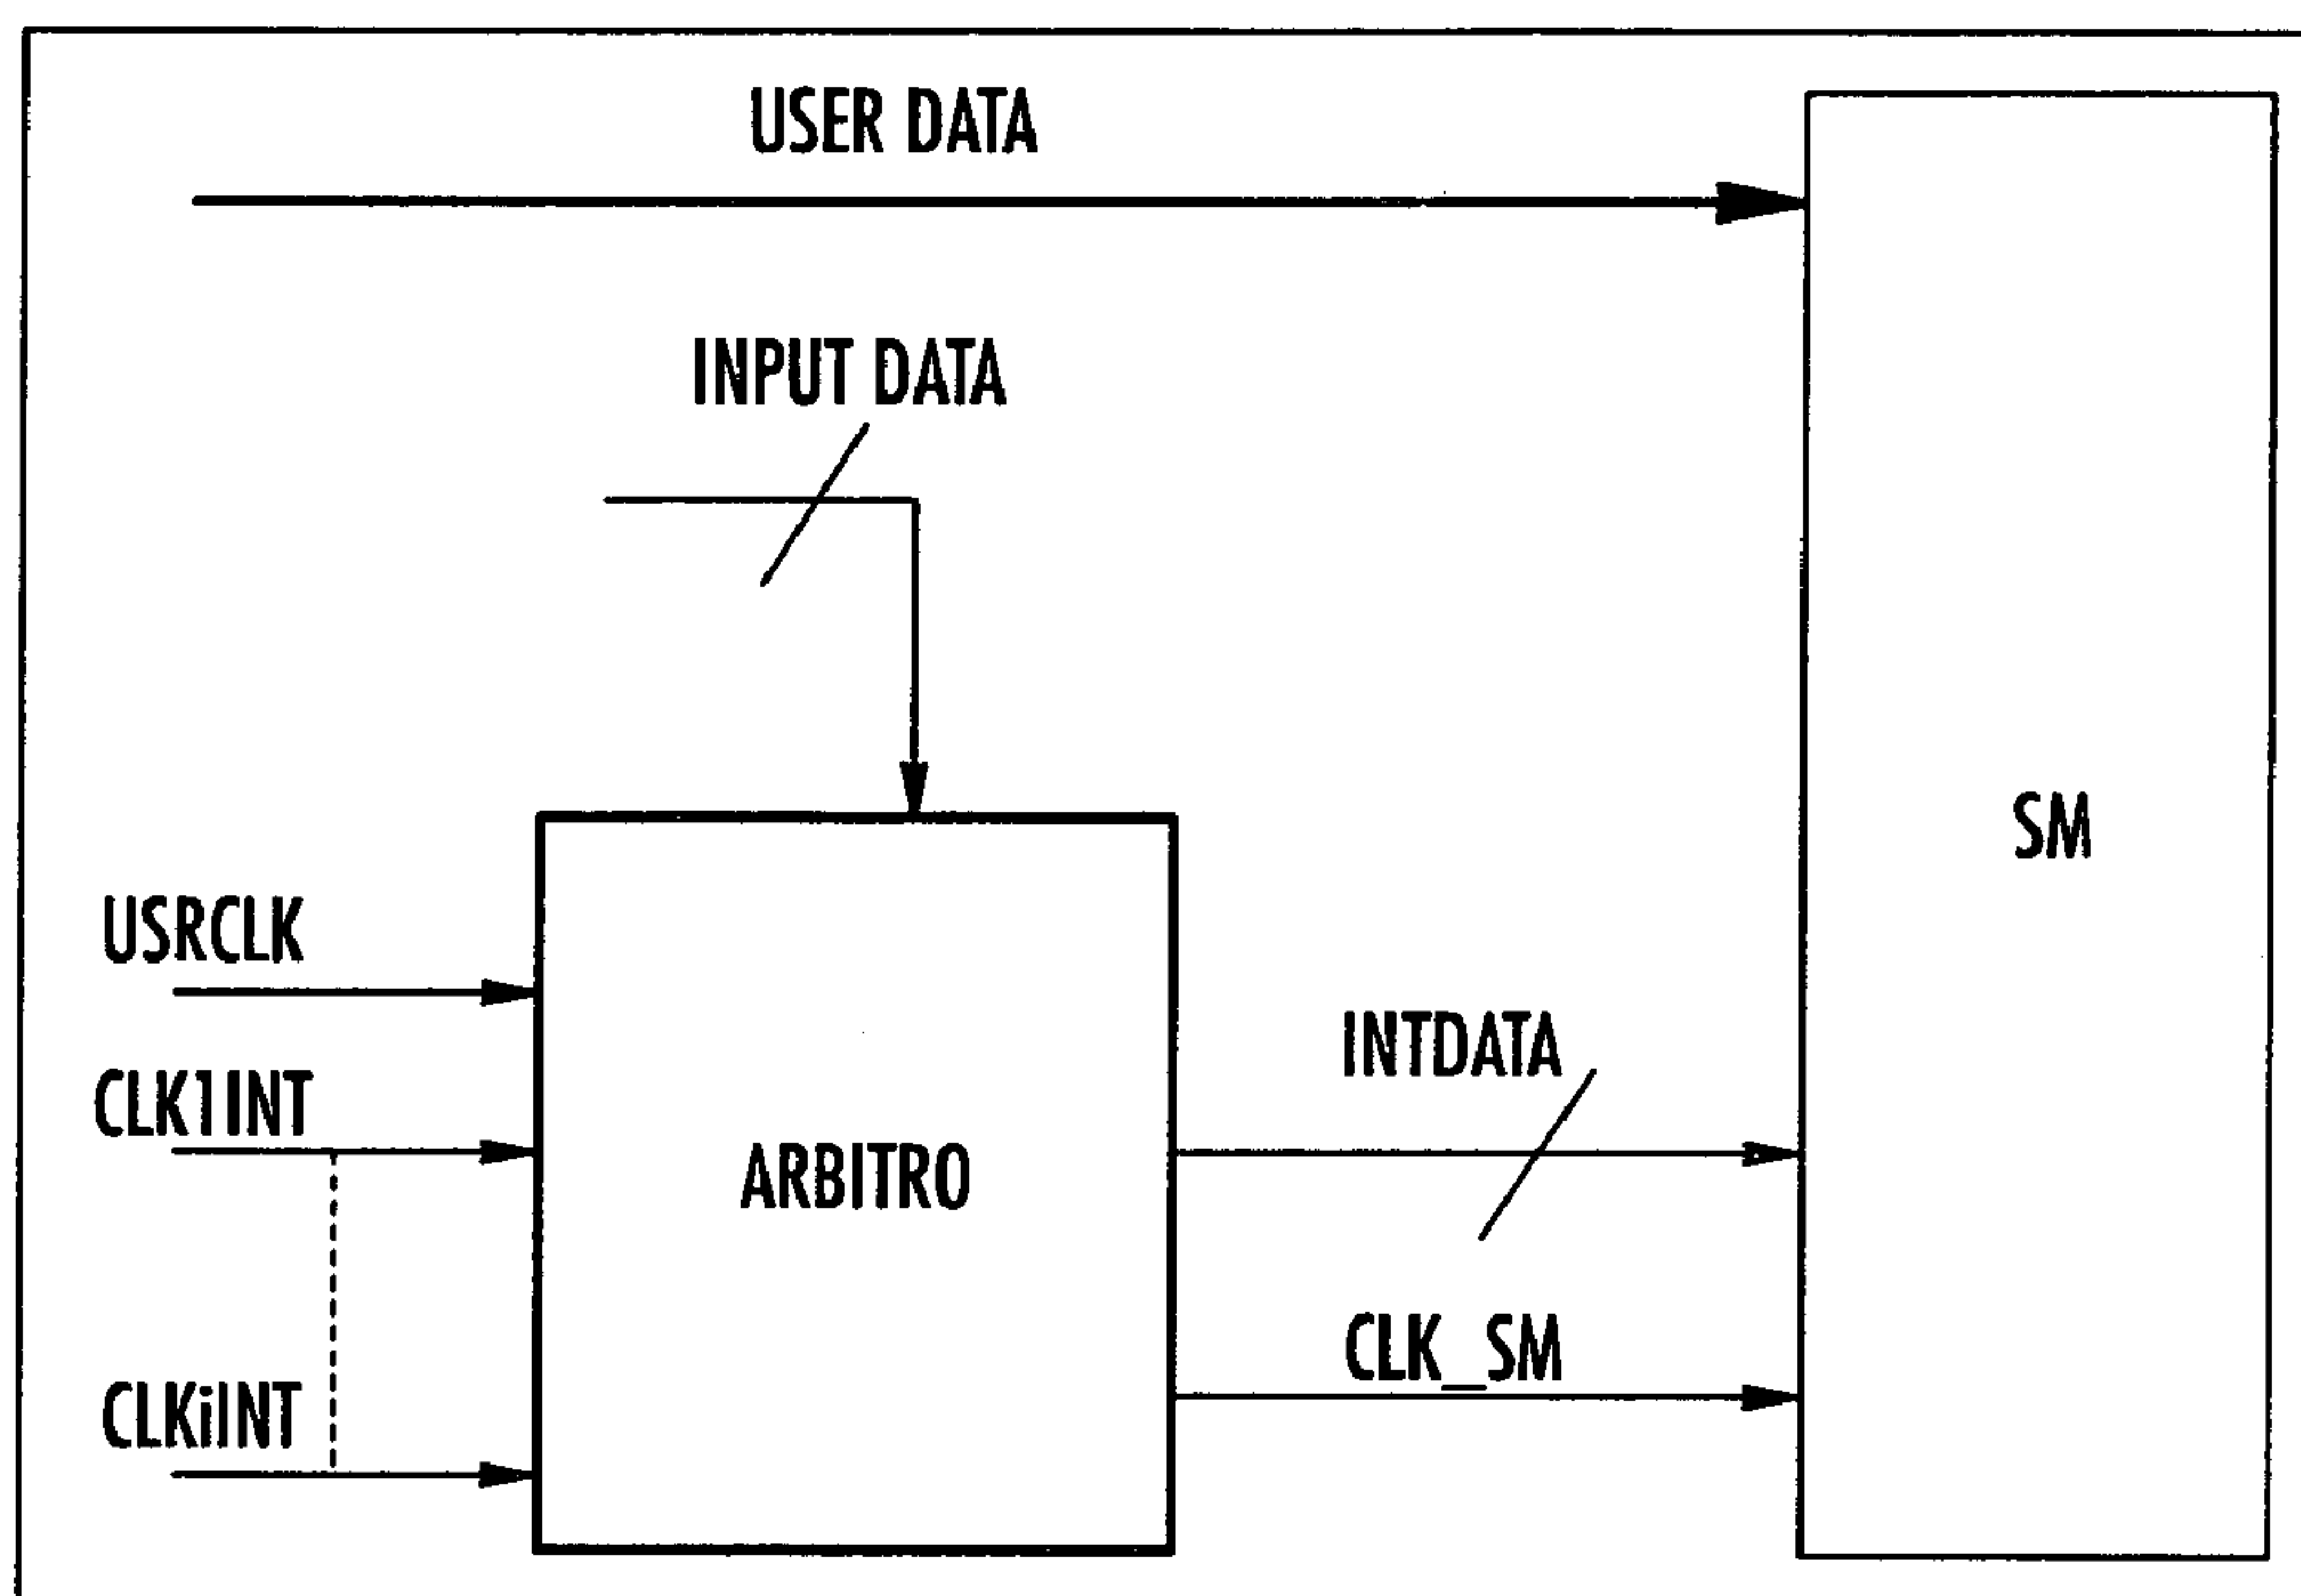 USER DATA
INPUT DATA
SM
USRCLK
INTDATA
CLK1INT
ARBITRO
CLK_SM
CLKiINT